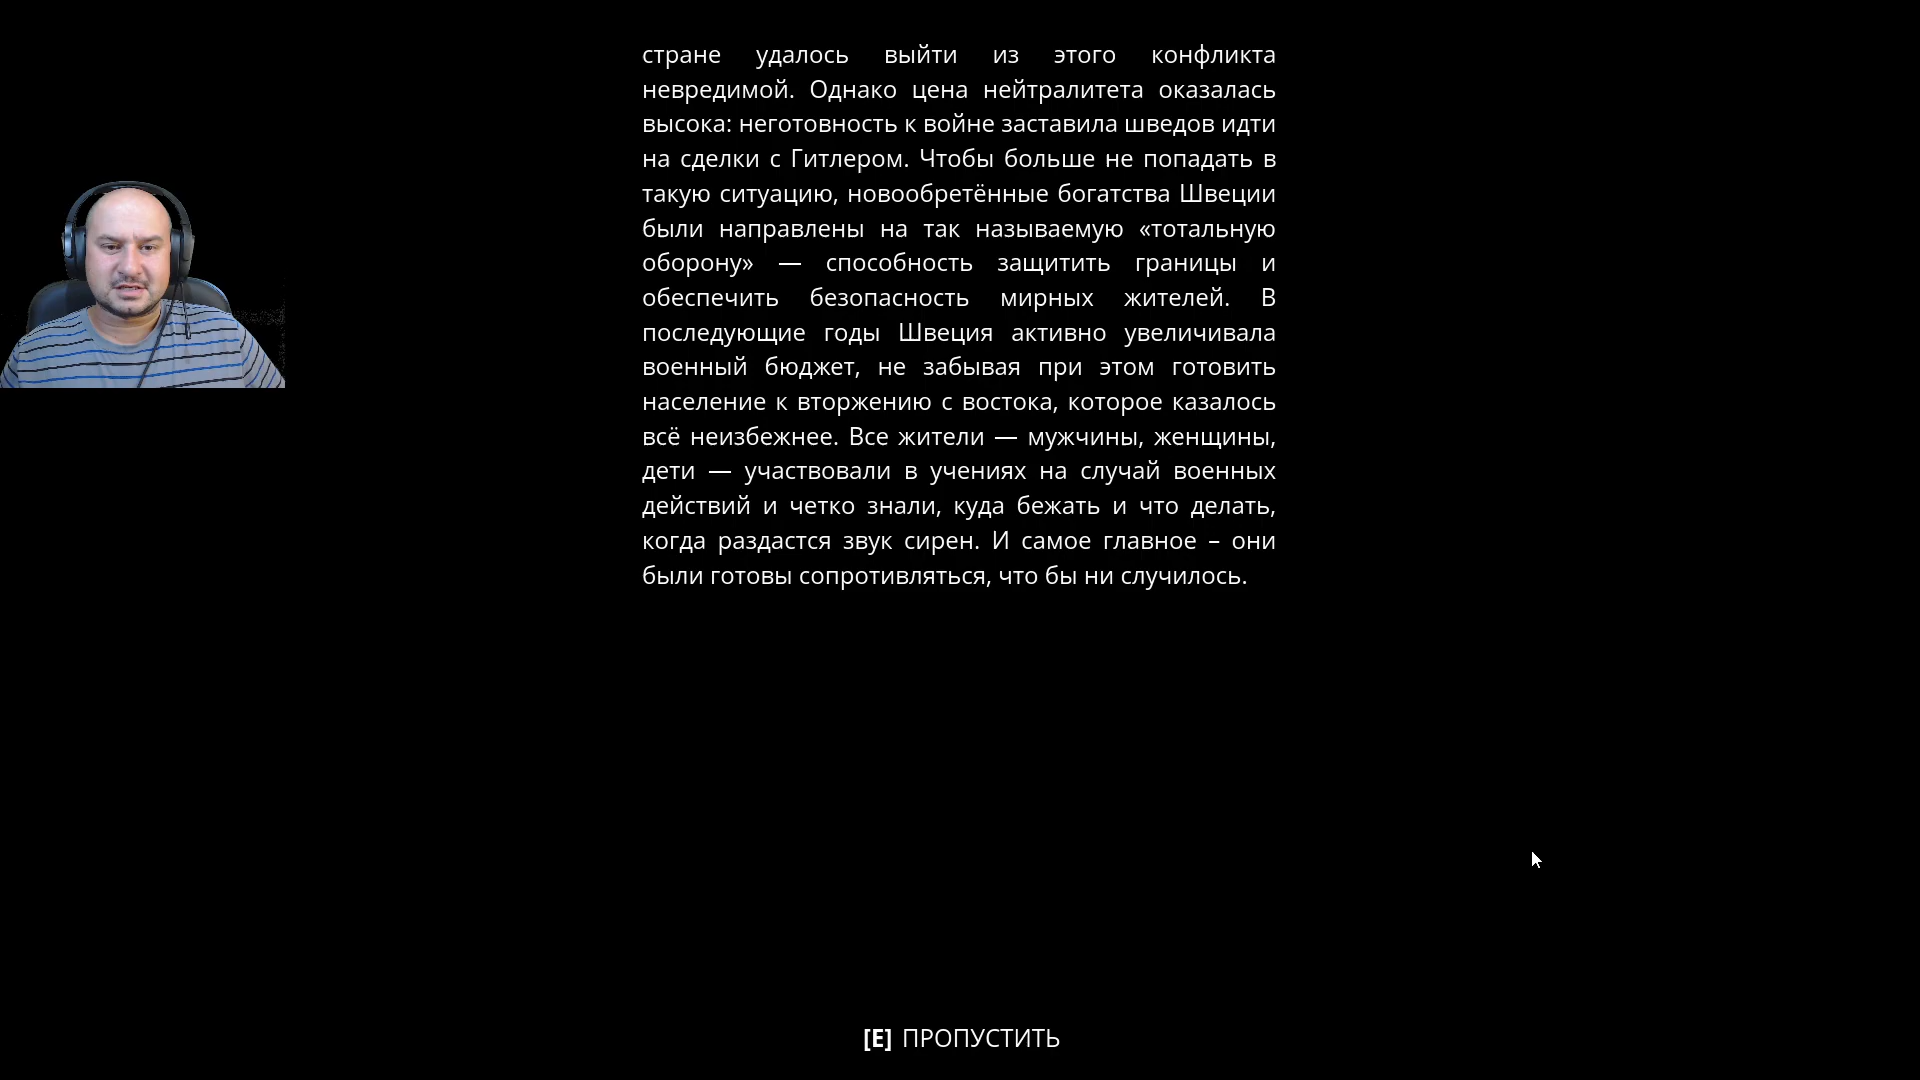 стране удалось выйти из этого конфликта
невредимой. Однако цена нейтралитета оказалась
высока: неготовность к войне заставила шведов идти
на сделки с Гитлером. Чтобы больше не попадать в
такую ситуацию, новообретённые богатства Швеции
были направлены на так называемую «тотальную
оборону» — способность защитить границы и
обеспечить безопасность мирных жителей. В
последующие годы Швеция активно увеличивала
военный бюджет, не забывая при этом готовить
население к вторжению с востока, которое казалось
всё неизбежнее. Все жители — мужчины, женщины,
дети — участвовали в учениях на случай военных
действий и четко знали, куда бежать и что делать,
когда раздастся звук сирен. И самое главное – они
были готовы сопротивляться, что бы ни случилось.
[E] ПРОПУСТИТЬ